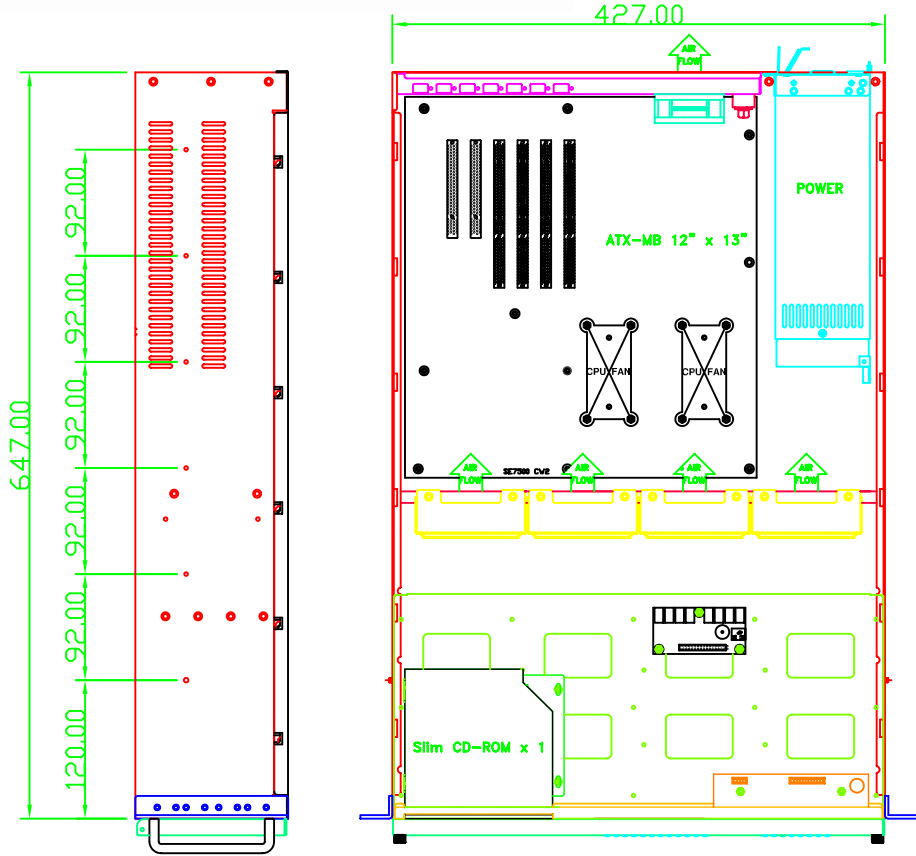 427.00
AIR
FLOW
POWER
ATX-MB 12" x 13"
92.00
92.00
92.00
92.00
92.00
120.00
647.00
CPU FAN
CPU FAN
SE7500 CW2
AIR
FLOW
AIR
FLOW
AIR
FLOW
AIR
FLOW
Slim CD-ROM x 1